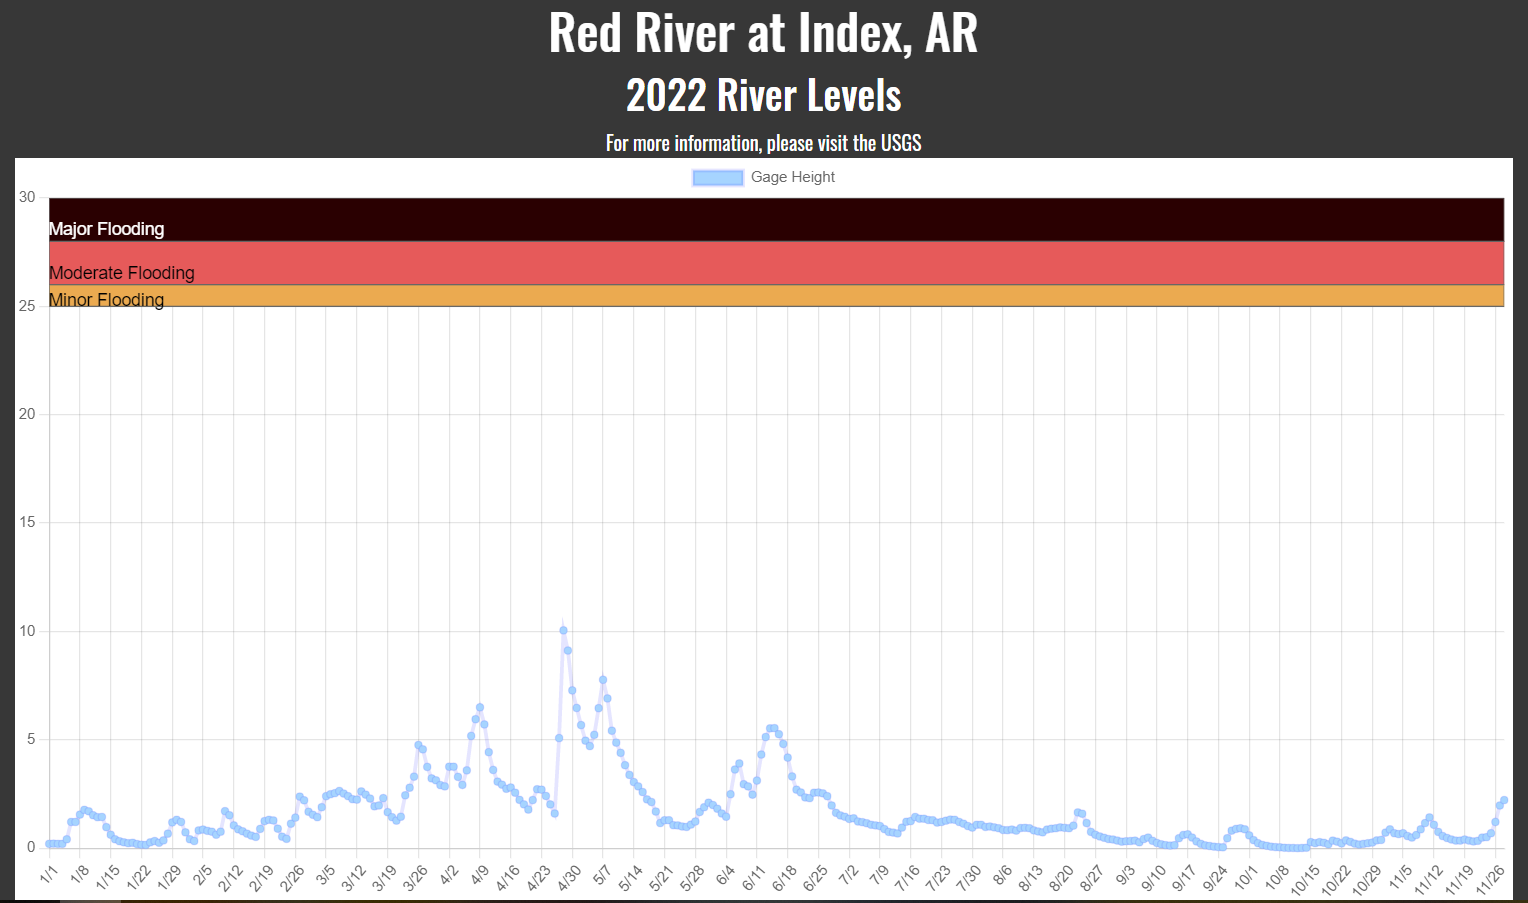 Red River at Index, AR
2022 River Levels
For more information, please visit the USGS
Gage Height
30
Major Flooding
Moderate Flooding
Minor Flooding
25
20
15
10
5
0
1/1 1/8 1/15 1/22 1/29 2/5 2/12 2/19 2/26 3/5 3/12 3/19 3/26 4/2 4/9 4/16 4/23 4/30 5/7 5/14 5/21 5/28 6/4 6/11 6/18 6/25 7/2 7/9 7/16 7/23 7/30 8/6 8/13 8/20 8/27 9/3 9/10 9/17 9/24 10/1 10/8 10/15 10/22 10/29 11/5 11/12 11/19 11/26